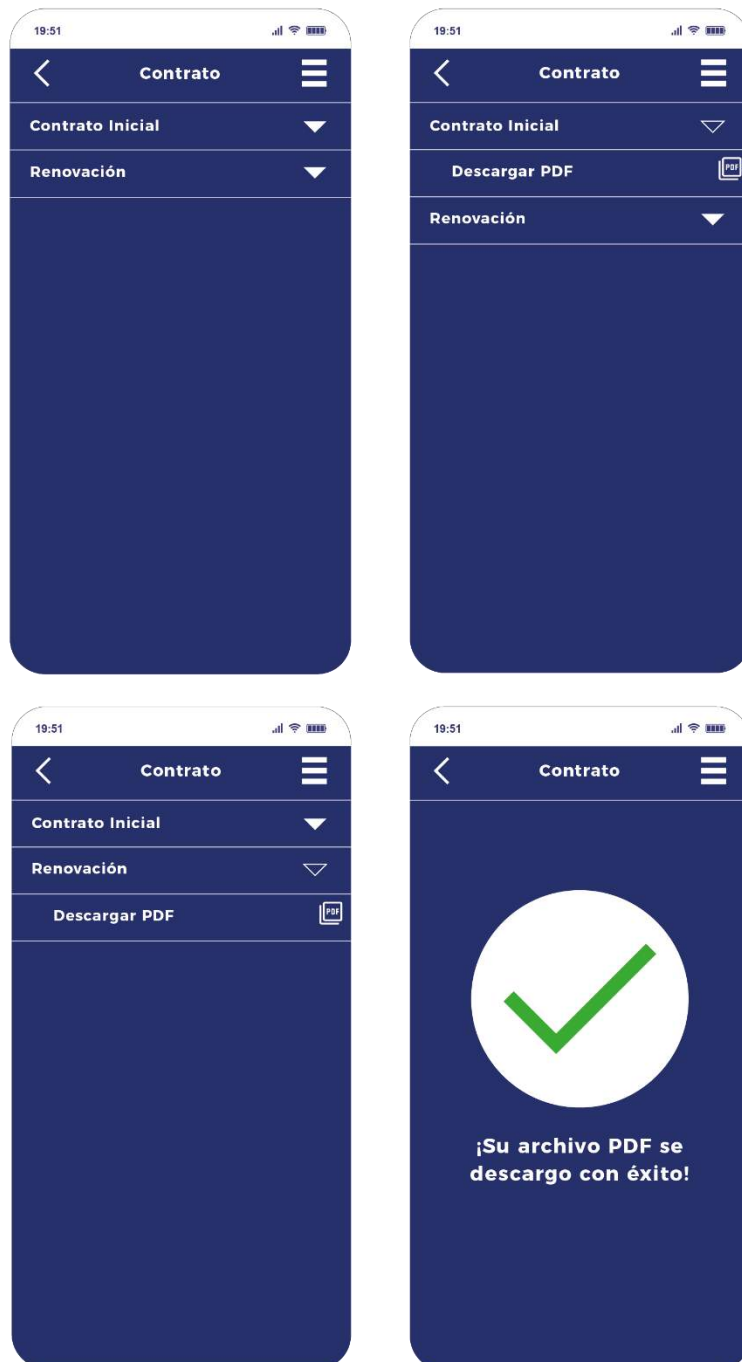 19:51
Contrato
Contrato Inicial
Renovación
19:51
Contrato
Contrato Inicial
Descargar PDF
PDF
Renovación
19:51
Contrato
Contrato Inicial
Renovación
Descargar PDF
PDF
19:51
Contrato
¡Su archivo PDF se
descargo con éxito!